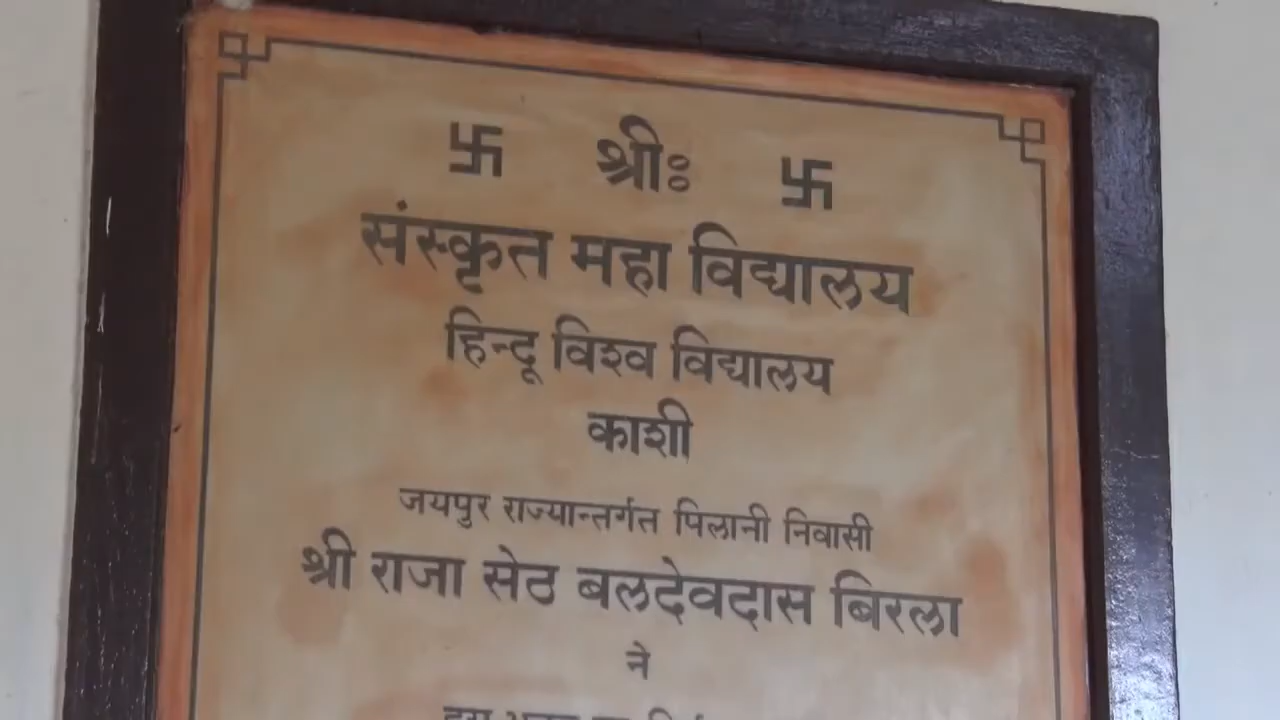 卐 श्रीः 卐
संस्कृत महा विद्यालय
हिन्दू विश्व विद्यालय
काशी
जयपुर राज्यान्तर्गत पिलानी निवासी
श्री राजा सेठ बलदेवदास बिरला
ने